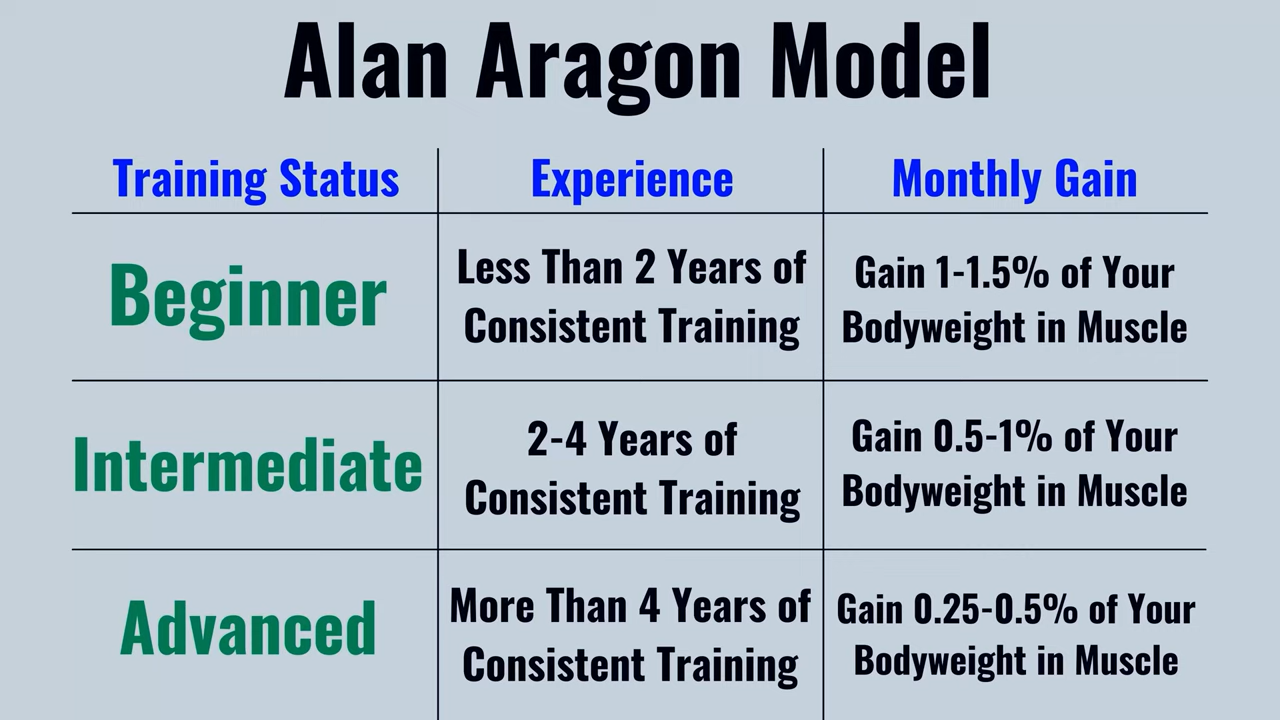 Alan Aragon Model
Training Status
Experience
Monthly Gain
Beginner
Less Than 2 Years of
Consistent Training
Gain 1-1.5% of Your
Bodyweight in Muscle
Intermediate
2-4 Years of
Consistent Training
Gain 0.5-1% of Your
Bodyweight in Muscle
Advanced
More Than 4 Years of
Consistent Training
Gain 0.25-0.5% of Your
Bodyweight in Muscle